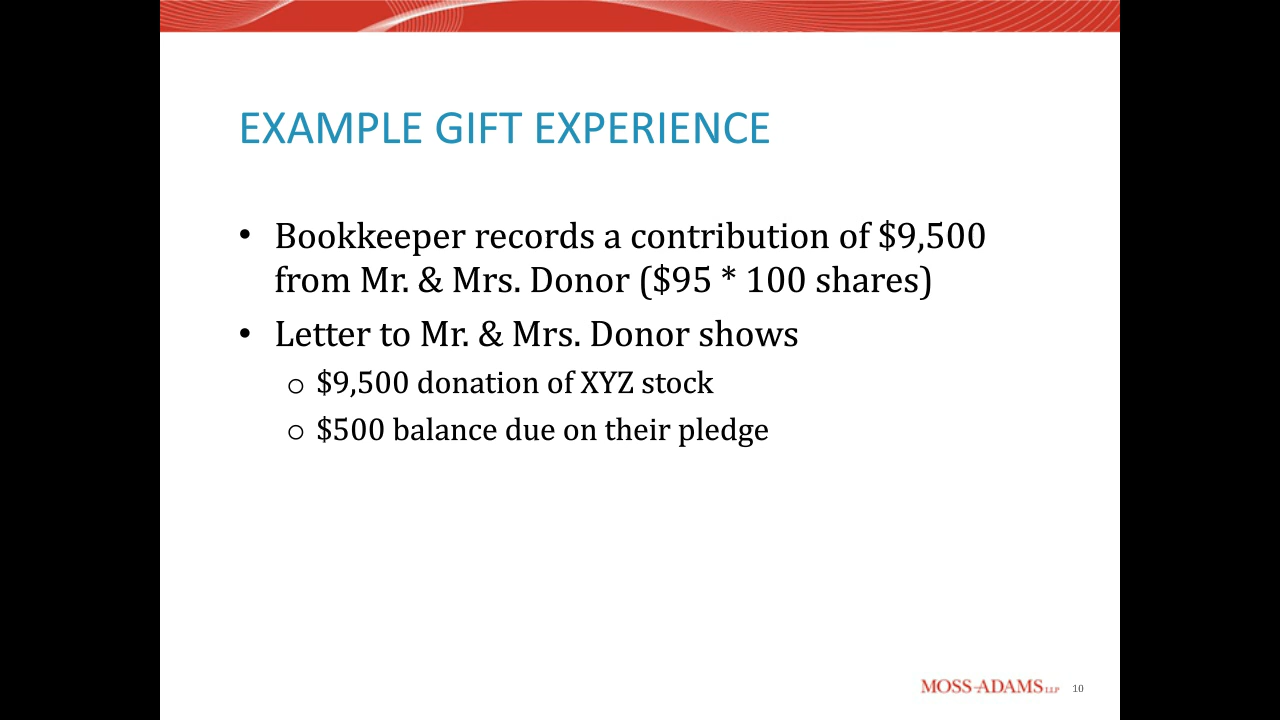 EXAMPLE GIFT EXPERIENCE
• Bookkeeper records a contribution of $9,500
from Mr. & Mrs. Donor ($95 * 100 shares)
• Letter to Mr. & Mrs. Donor shows
o $9,500 donation of XYZ stock
o $500 balance due on their pledge
MOSS-ADAMS LLP 10